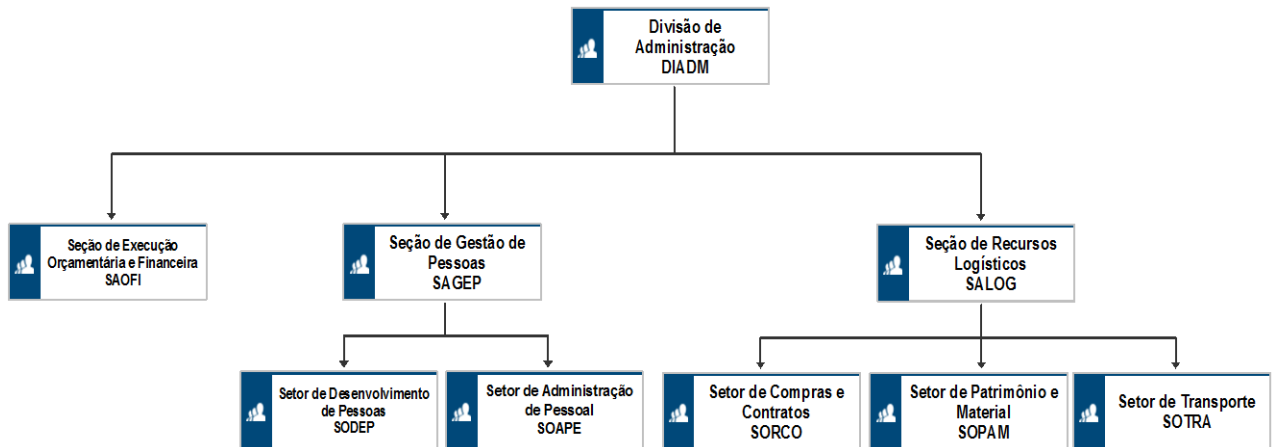 Divisão de
Administração
DIADM
Seção de Execução
Orçamentária e Financeira
SAOFI
Seção de Gestão de
Pessoas
SAGEP
Seção de Recursos
Logísticos
SALOG
Setor de Desenvolvimento
de Pessoas
SODEP
Setor de Administração
de Pessoal
SOAPE
Setor de Compras e
Contratos
SORCO
Setor de Patrimônio e
Material
SOPAM
Setor de Transporte
SOTRA